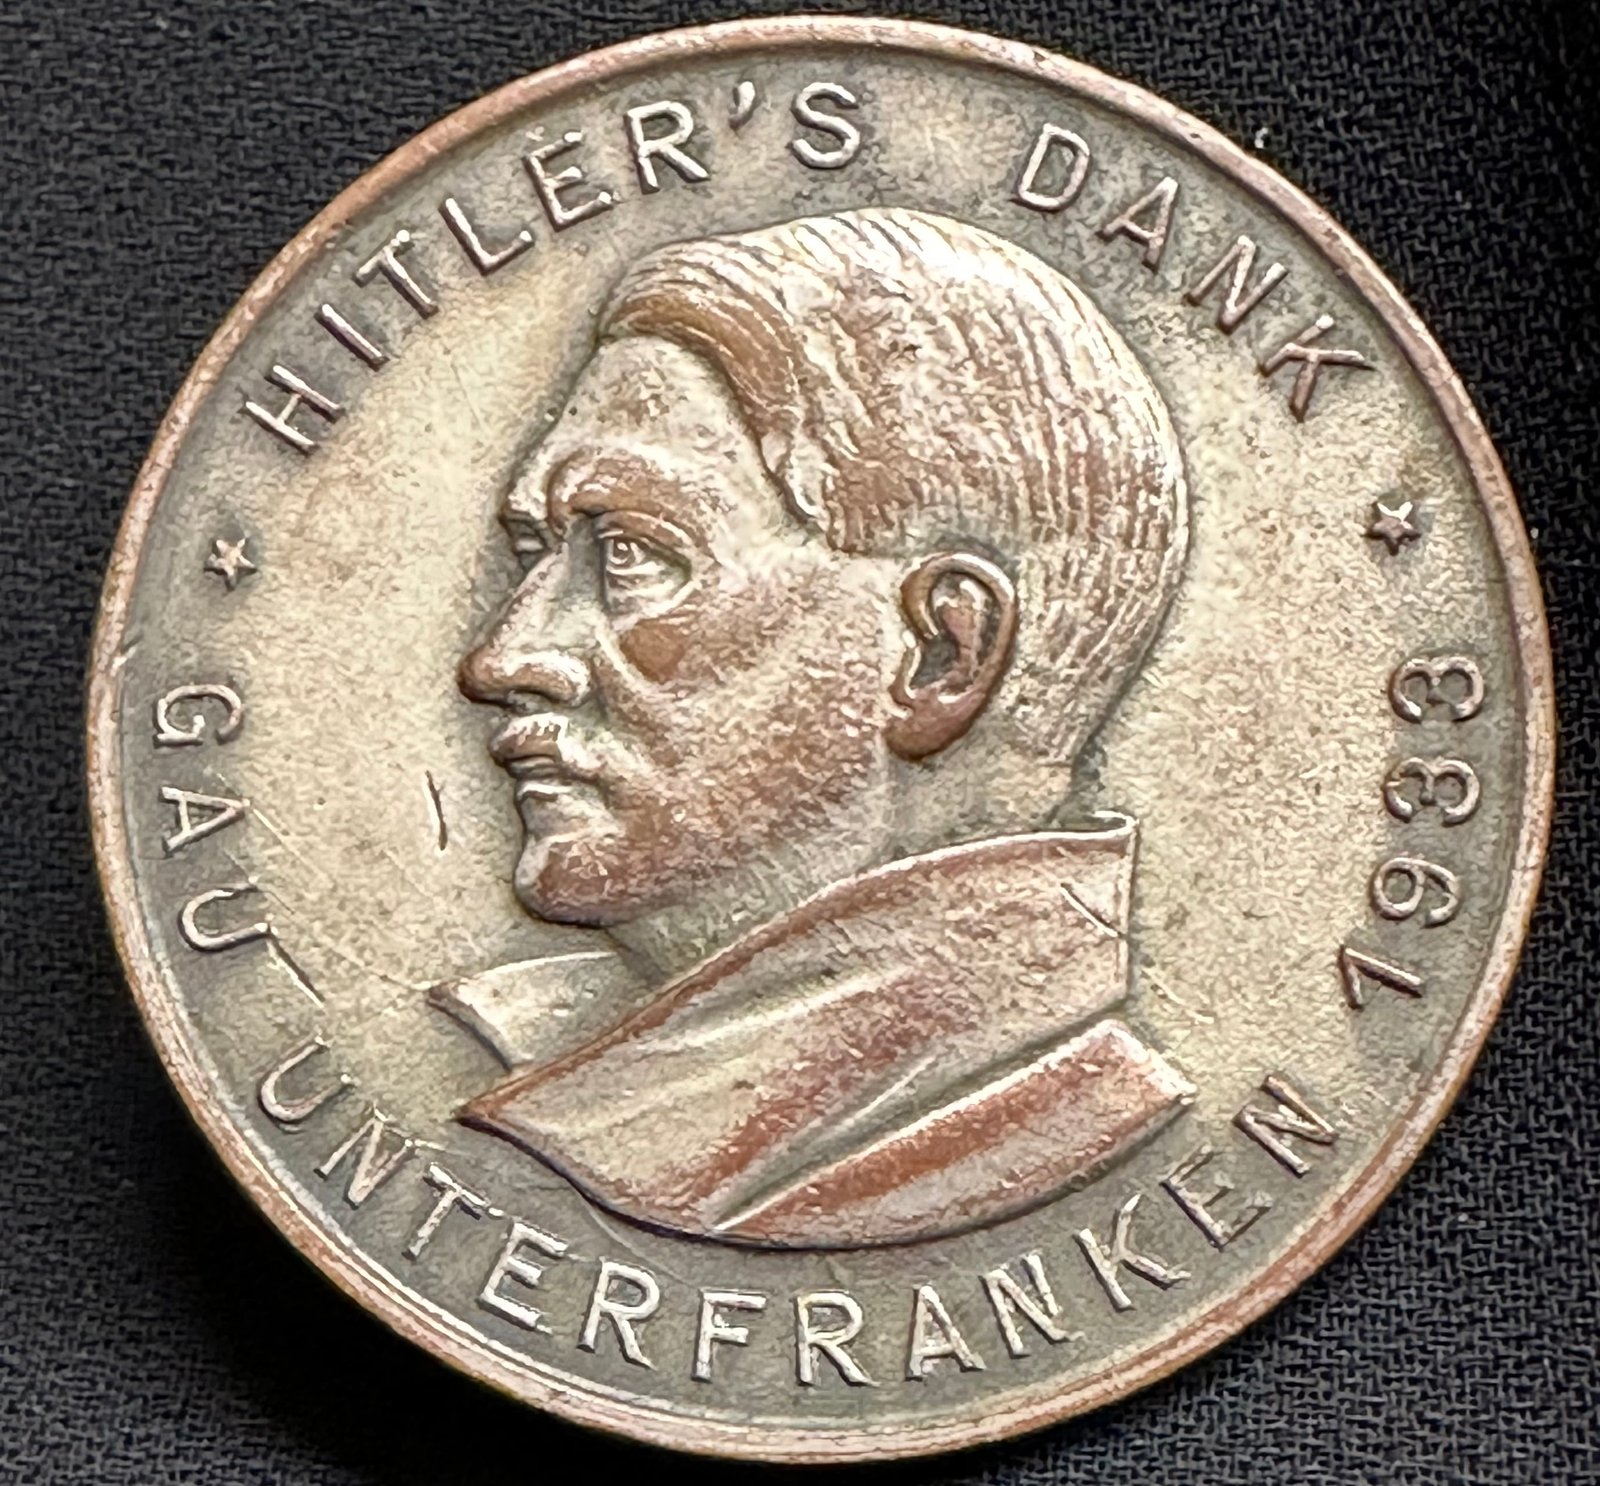 HITLER'S DANK
GAU UNTERFRANKEN 1933